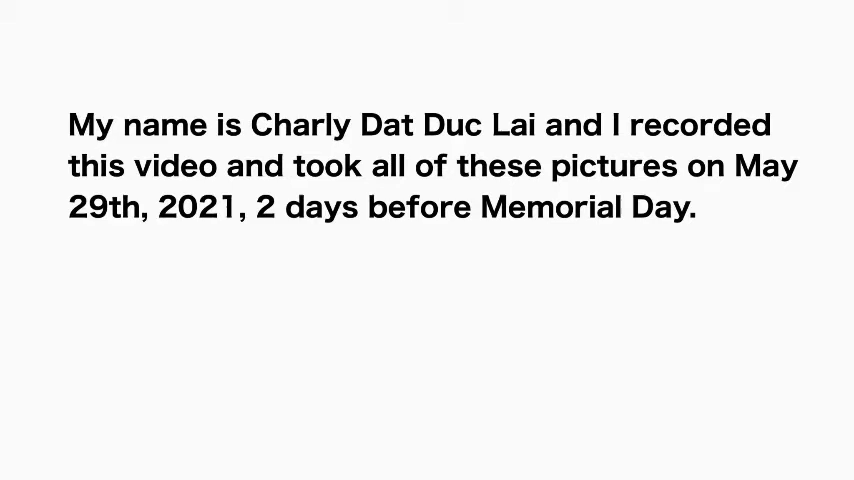 My name is Charly Dat Duc Lai and I recorded
this video and took all of these pictures on May
29th, 2021, 2 days before Memorial Day.